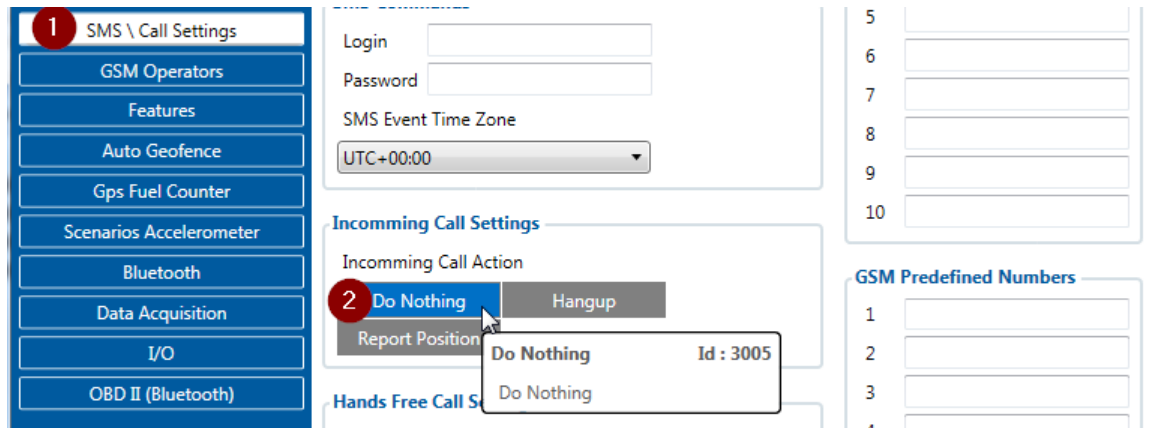 1
SMS \ Call Settings
GSM Operators
Features
Auto Geofence
Gps Fuel Counter
Scenarios Accelerometer
Bluetooth
Data Acquisition
I/O
OBD II (Bluetooth)
Login
Password
SMS Event Time Zone
UTC+00:00
Incomming Call Settings
Incomming Call Action
2 Do Nothing
Hangup
Report Position
Do Nothing Id : 3005
Do Nothing
Hands Free Call S
5
6
7
8
9
10
GSM Predefined Numbers
1
2
3